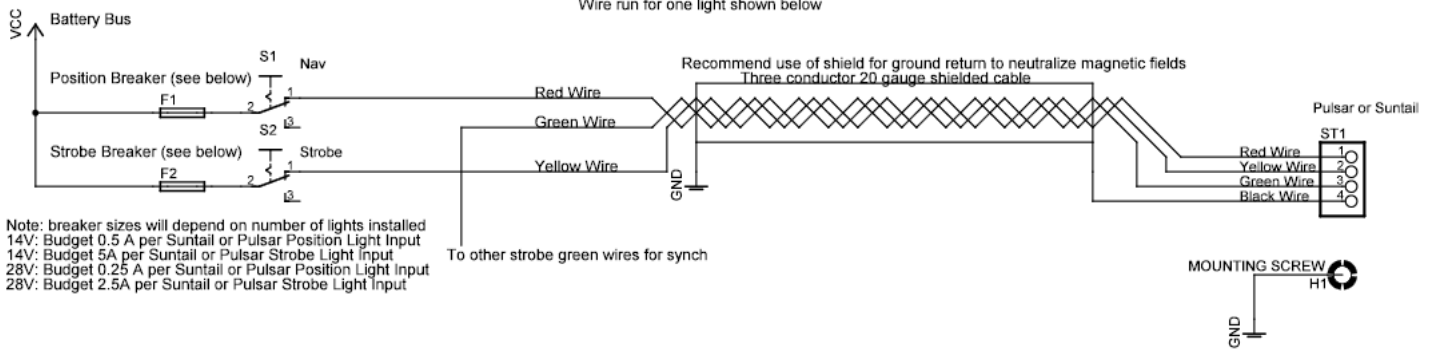 Wire run for one light shown below
VCC
Battery Bus
S1
Nav
Position Breaker (see below)
F1
2
1
3
Red Wire
Green Wire
S2
Strobe Breaker (see below)
Strobe
F2
2
1
3
Yellow Wire
Recommend use of shield for ground return to neutralize magnetic fields
Three conductor 20 gauge shielded cable
GND
Pulsar or Suntail
ST1
Red Wire 1
Yellow Wire 2
Green Wire 3
Black Wire 4
Note: breaker sizes will depend on number of lights installed
14V: Budget 0.5 A per Suntail or Pulsar Position Light Input
14V: Budget 5A per Suntail or Pulsar Strobe Light Input
28V: Budget 0.25 A per Suntail or Pulsar Position Light Input
28V: Budget 2.5A per Suntail or Pulsar Strobe Light Input
To other strobe green wires for synch
MOUNTING SCREW
H1
GND